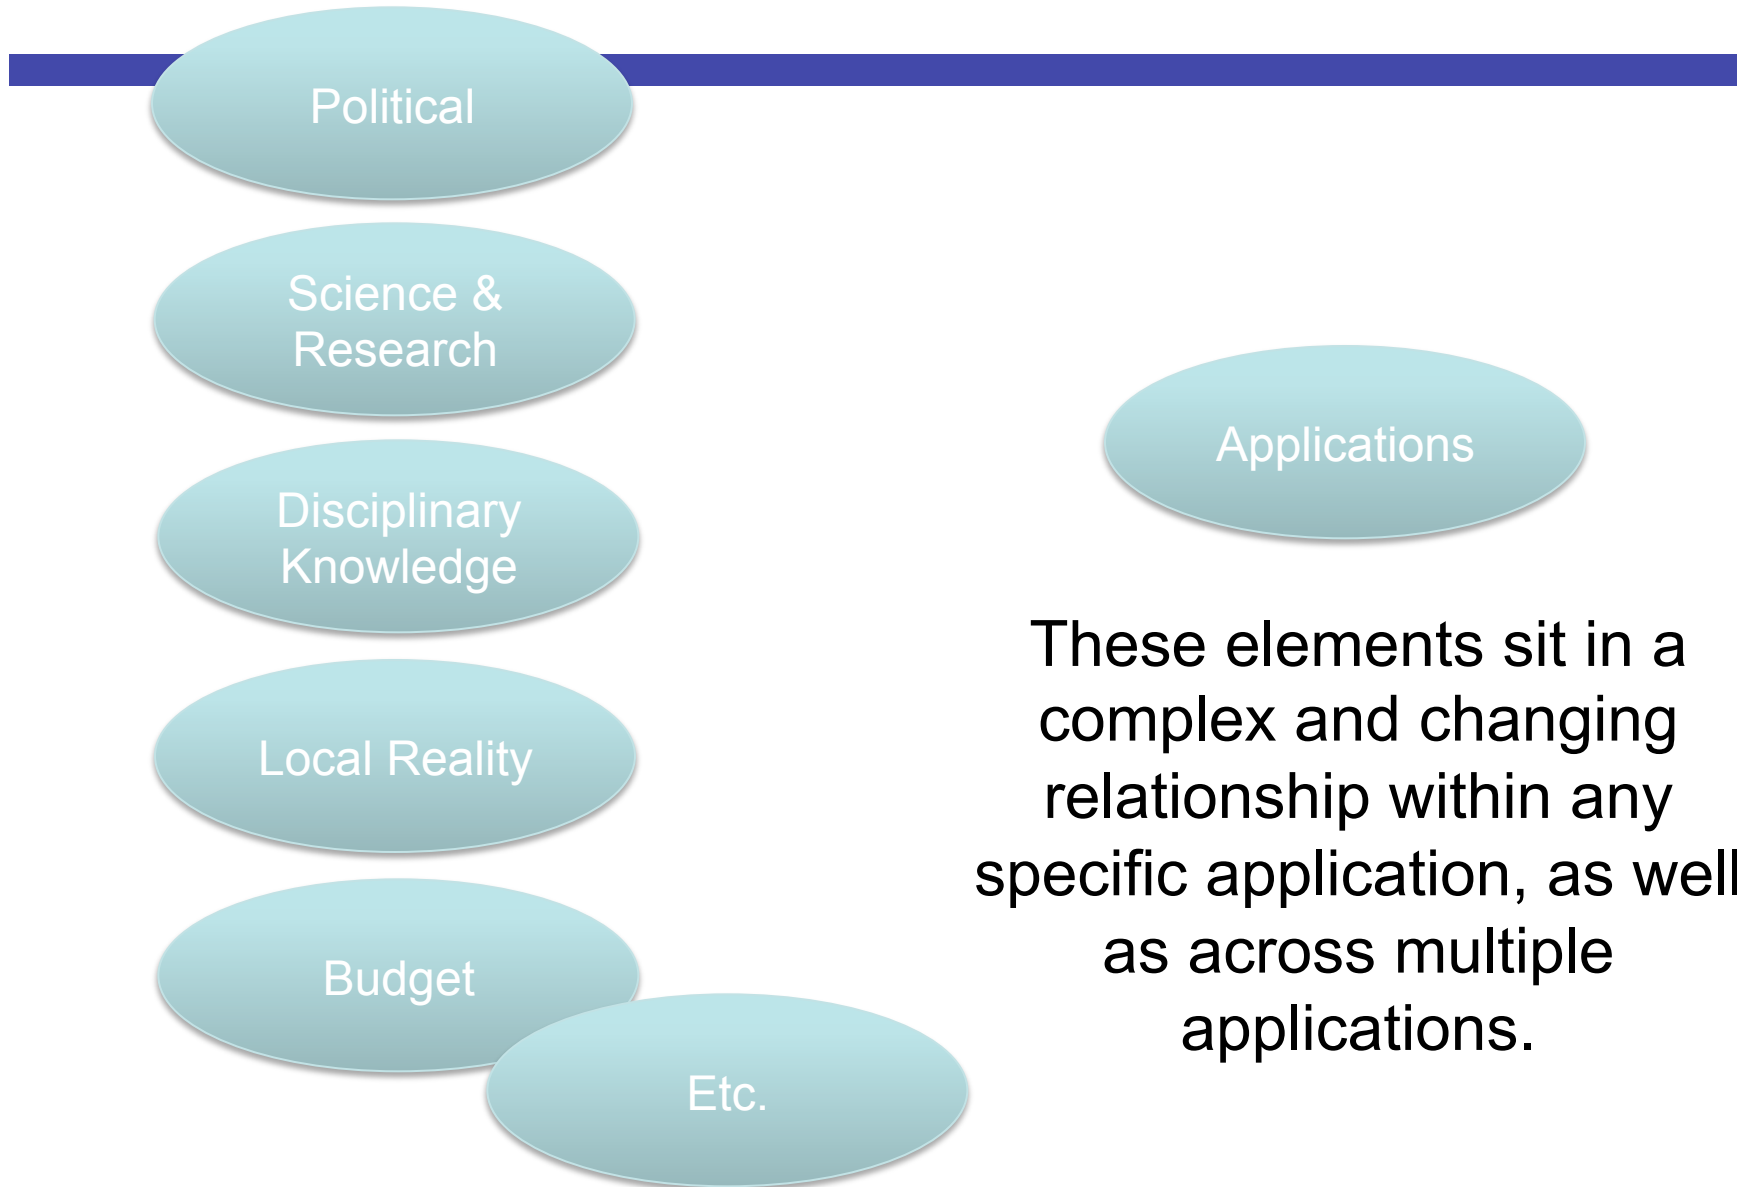 Political
Science &
Research
Disciplinary
Knowledge
Local Reality
Budget
Etc.
Applications
These elements sit in a
complex and changing
relationship within any
specific application, as well
as across multiple
applications.